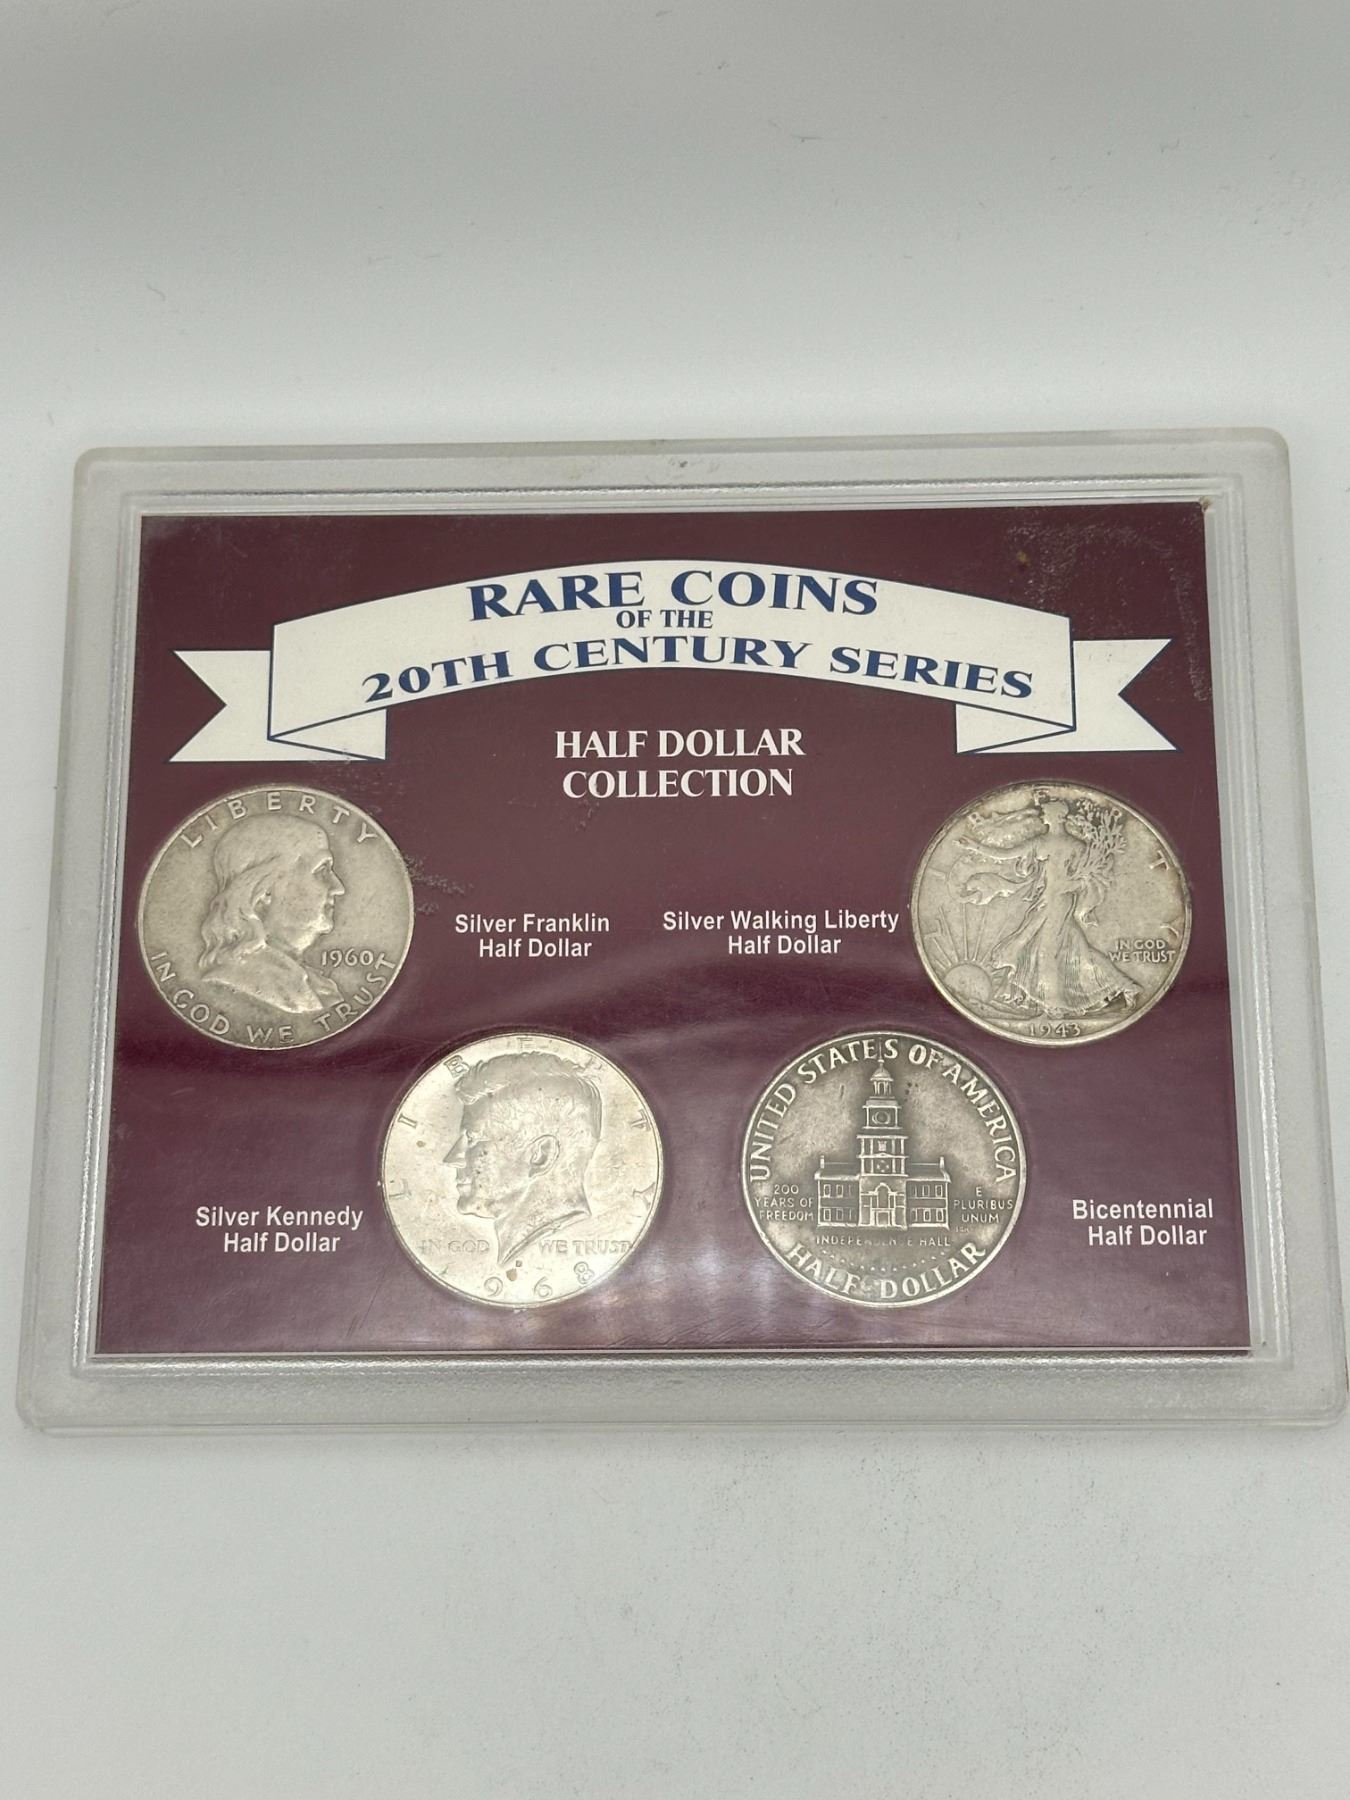 RARE COINS
OF THE
20TH CENTURY SERIES
HALF DOLLAR
COLLECTION
LIBERTY
1960
IN GOD WE TRUST
Silver Franklin
Half Dollar
Silver Walking Liberty
Half Dollar
IN GOD
WE TRUST
1943
Silver Kennedy
Half Dollar
IN GOD WE TRUST
1968
UNITED STATES OF AMERICA
200
YEARS OF
FREEDOM
E
PLURIBUS
UNUM
INDEPENDENCE HALL
HALF DOLLAR
Bicentennial
Half Dollar